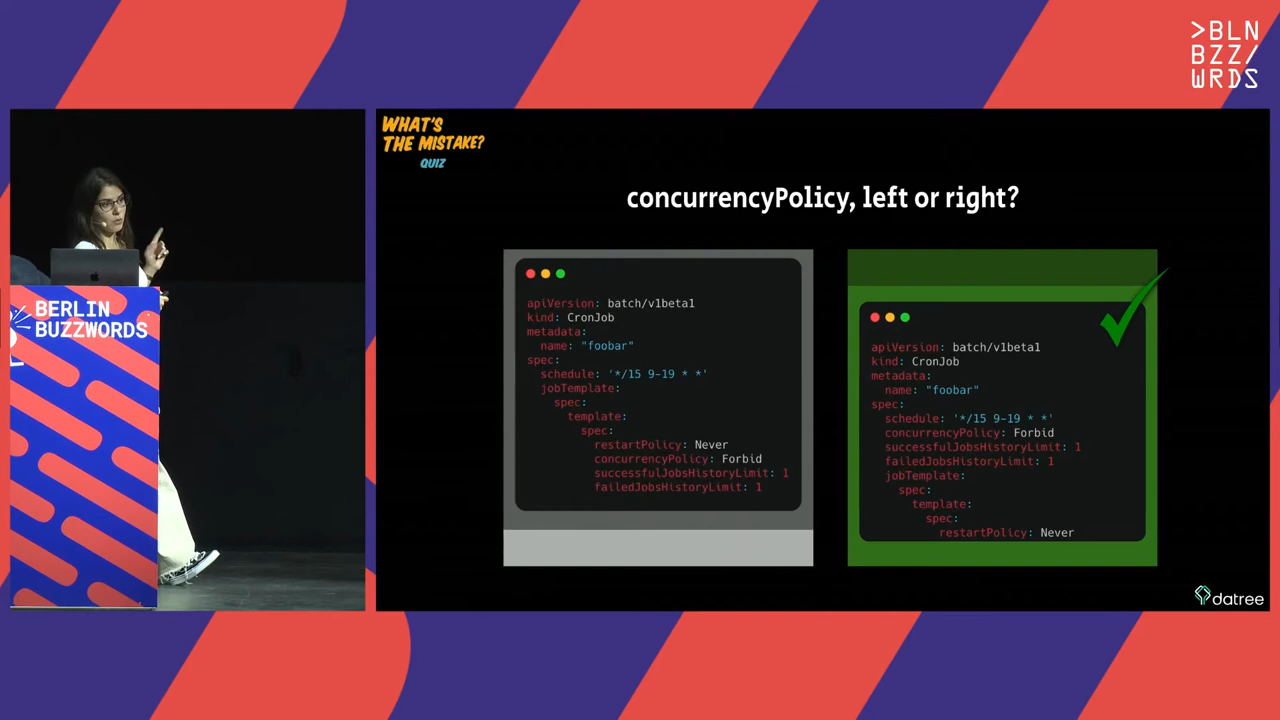 >BLN
BZZ/
WRDS
BERLIN
BUZZWORDS
WHAT'S
THE MISTAKE?
QUIZ
concurrencyPolicy, left or right?
apiVersion: batch/v1beta1
kind: CronJob
metadata:
  name: "foobar"
spec:
  schedule: '*/15 9-19 * *'
  jobTemplate:
    spec:
      template:
        spec:
          restartPolicy: Never
          concurrencyPolicy: Forbid
          successfulJobsHistoryLimit: 1
          failedJobsHistoryLimit: 1
apiVersion: batch/v1beta1
kind: CronJob
metadata:
  name: "foobar"
spec:
  schedule: '*/15 9-19 * *'
  concurrencyPolicy: Forbid
  successfulJobsHistoryLimit: 1
  failedJobsHistoryLimit: 1
  jobTemplate:
    spec:
      template:
        spec:
          restartPolicy: Never
datree